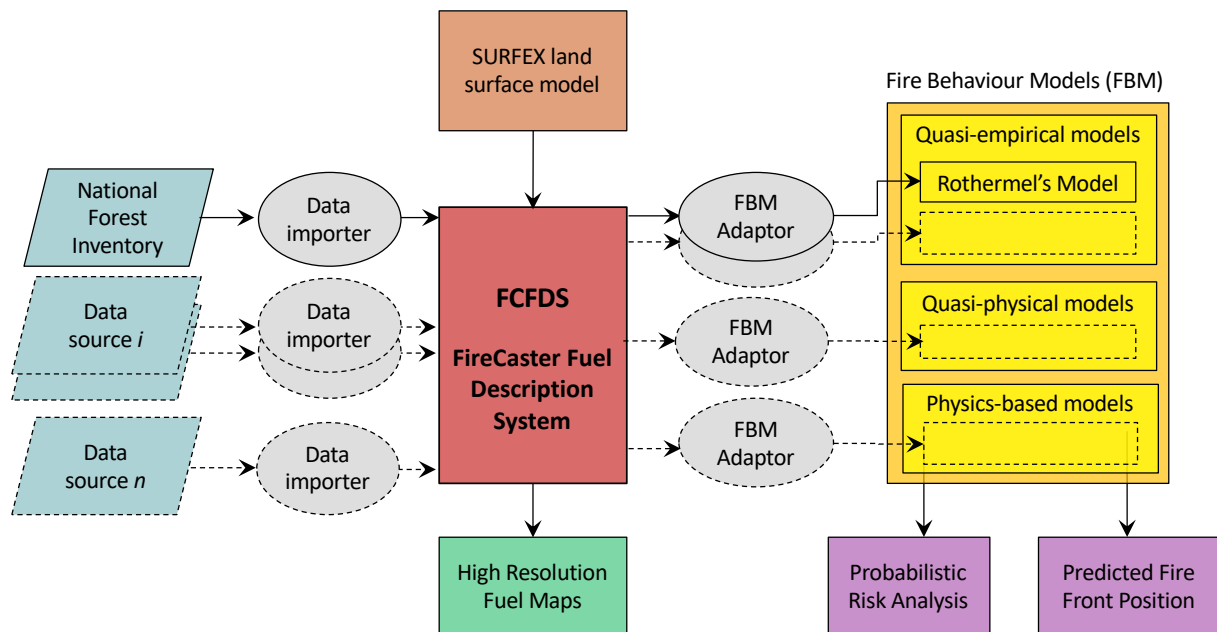 SURFEX land
surface model
Fire Behaviour Models (FBM)
Quasi-empirical models
Rothermel's Model
National
Forest
Inventory
Data
importer
FBM
Adaptor
Data
source i
Data
importer
FCFDS
FireCaster Fuel
Description
System
FBM
Adaptor
Quasi-physical models
Data
source n
Data
importer
FBM
Adaptor
Physics-based models
High Resolution
Fuel Maps
Probabilistic
Risk Analysis
Predicted Fire
Front Position